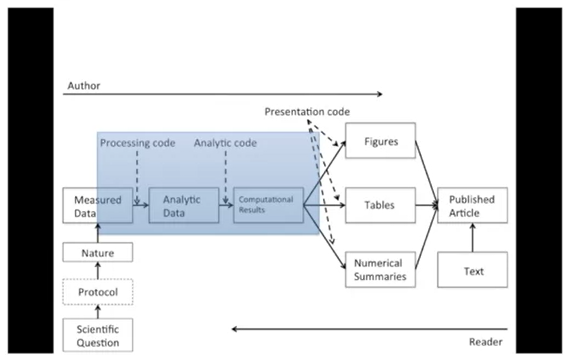 Author
Presentation code
Processing code
Analytic code
Figures
Measured
Data
Analytic
Data
Computational
Results
Tables
Published
Article
Nature
Numerical
Summaries
Text
Protocol
Scientific
Question
Reader